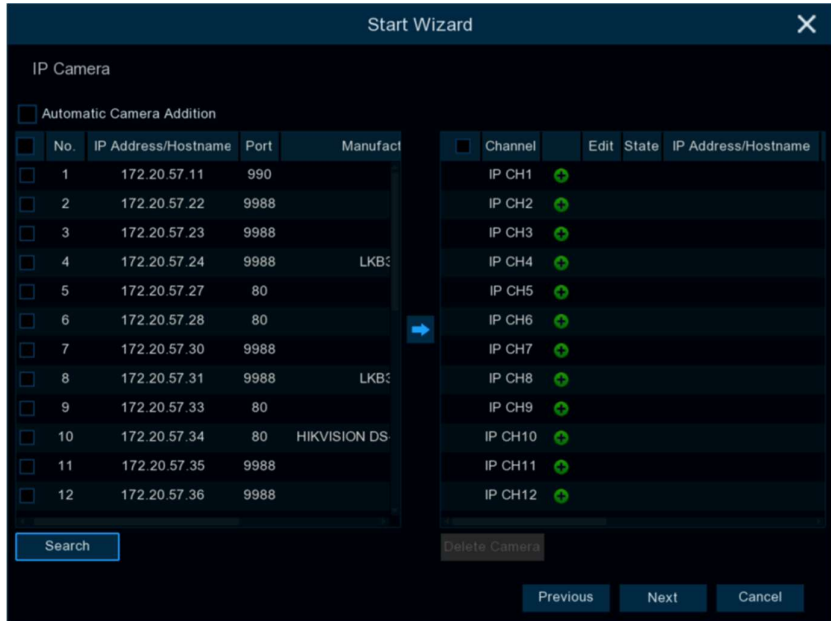 Start Wizard
IP Camera
Automatic Camera Addition
No. IP Address/Hostname Port Manufact
1 172.20.57.11 990
2 172.20.57.22 9988
3 172.20.57.23 9988
4 172.20.57.24 9988 LKB3
5 172.20.57.27 80
6 172.20.57.28 80
7 172.20.57.30 9988
8 172.20.57.31 9988 LKB3
9 172.20.57.33 80
10 172.20.57.34 80 HIKVISION DS-
11 172.20.57.35 9988
12 172.20.57.36 9988
Search
Channel Edit State IP Address/Hostname
IP CH1
IP CH2
IP CH3
IP CH4
IP CH5
IP CH6
IP CH7
IP CH8
IP CH9
IP CH10
IP CH11
IP CH12
Delete Camera
Previous Next Cancel